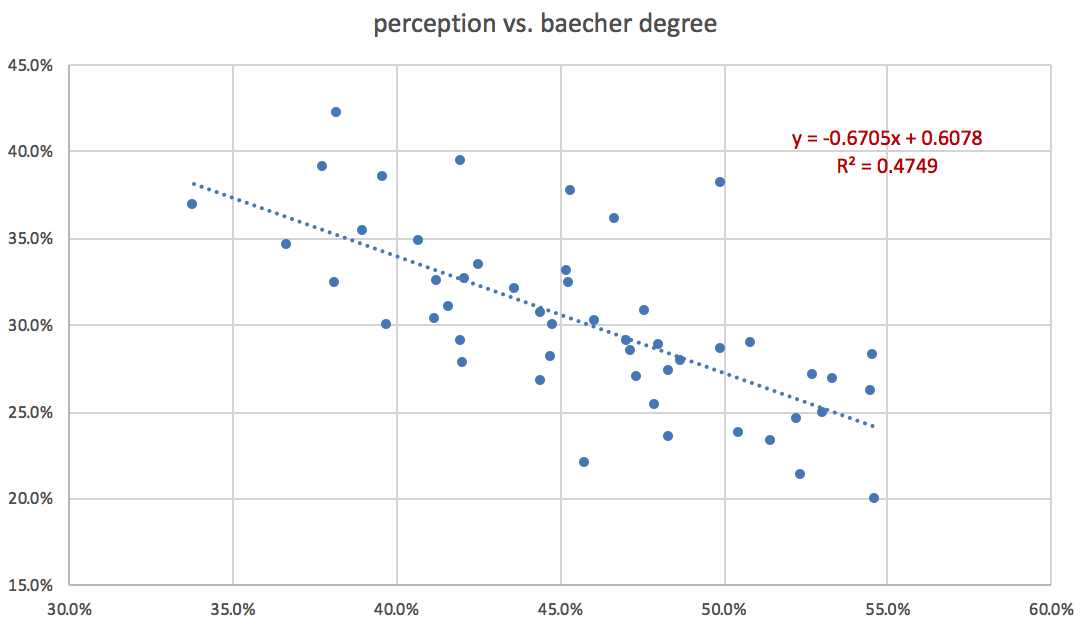 perception vs. baecher degree
45.0%
40.0%
35.0%
30.0%
25.0%
20.0%
15.0%
y = -0.6705x + 0.6078
R² = 0.4749
30.0% 35.0% 40.0% 45.0% 50.0% 55.0% 60.0%